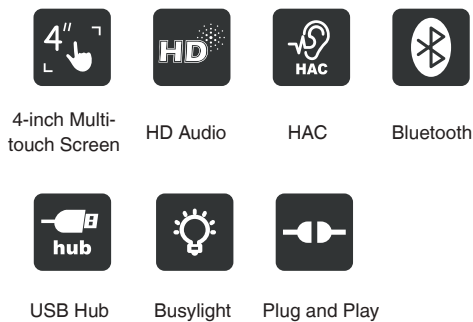 4"
HD
HAC
4-inch Multi-
touch Screen
HD Audio
HAC
Bluetooth
hub
USB Hub
Busylight
Plug and Play